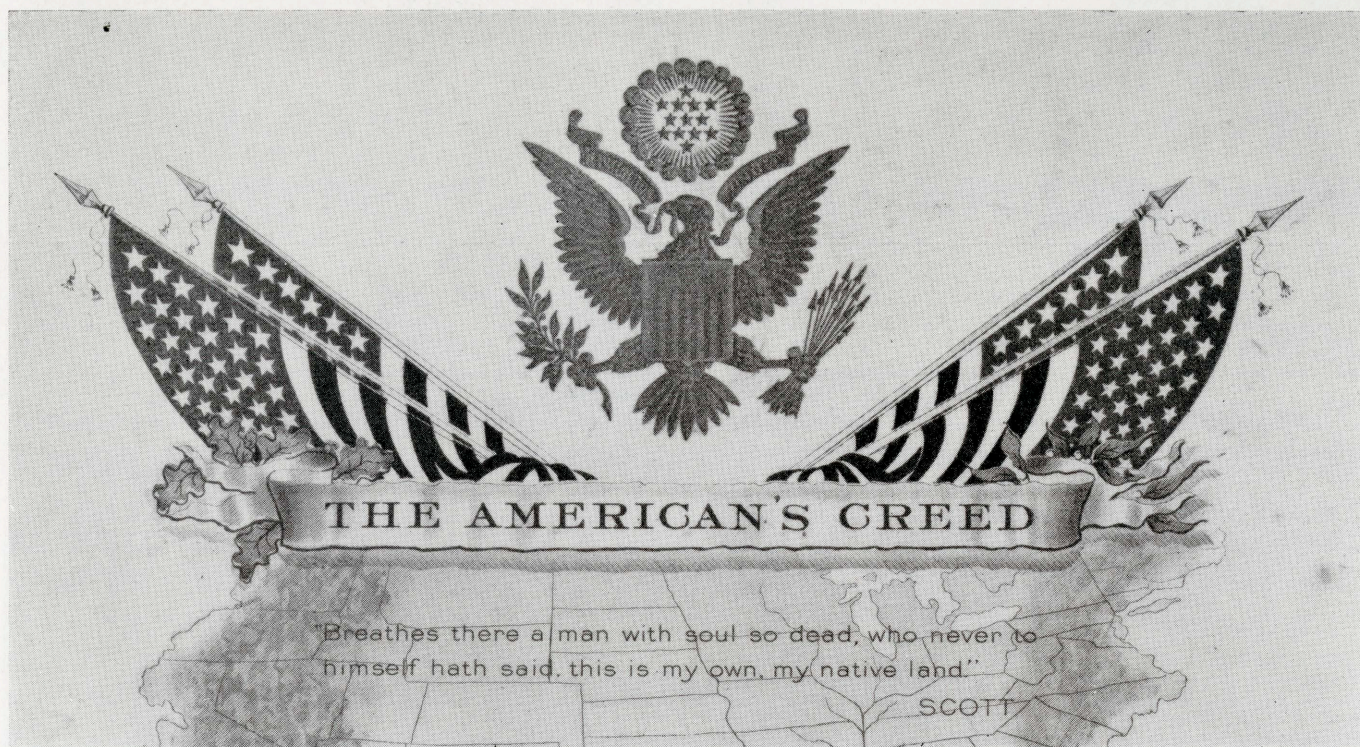 THE AMERICAN'S CREED
"Breathes there a man with soul so dead, who never to
himself hath said, this is my own, my native land."
SCOTT